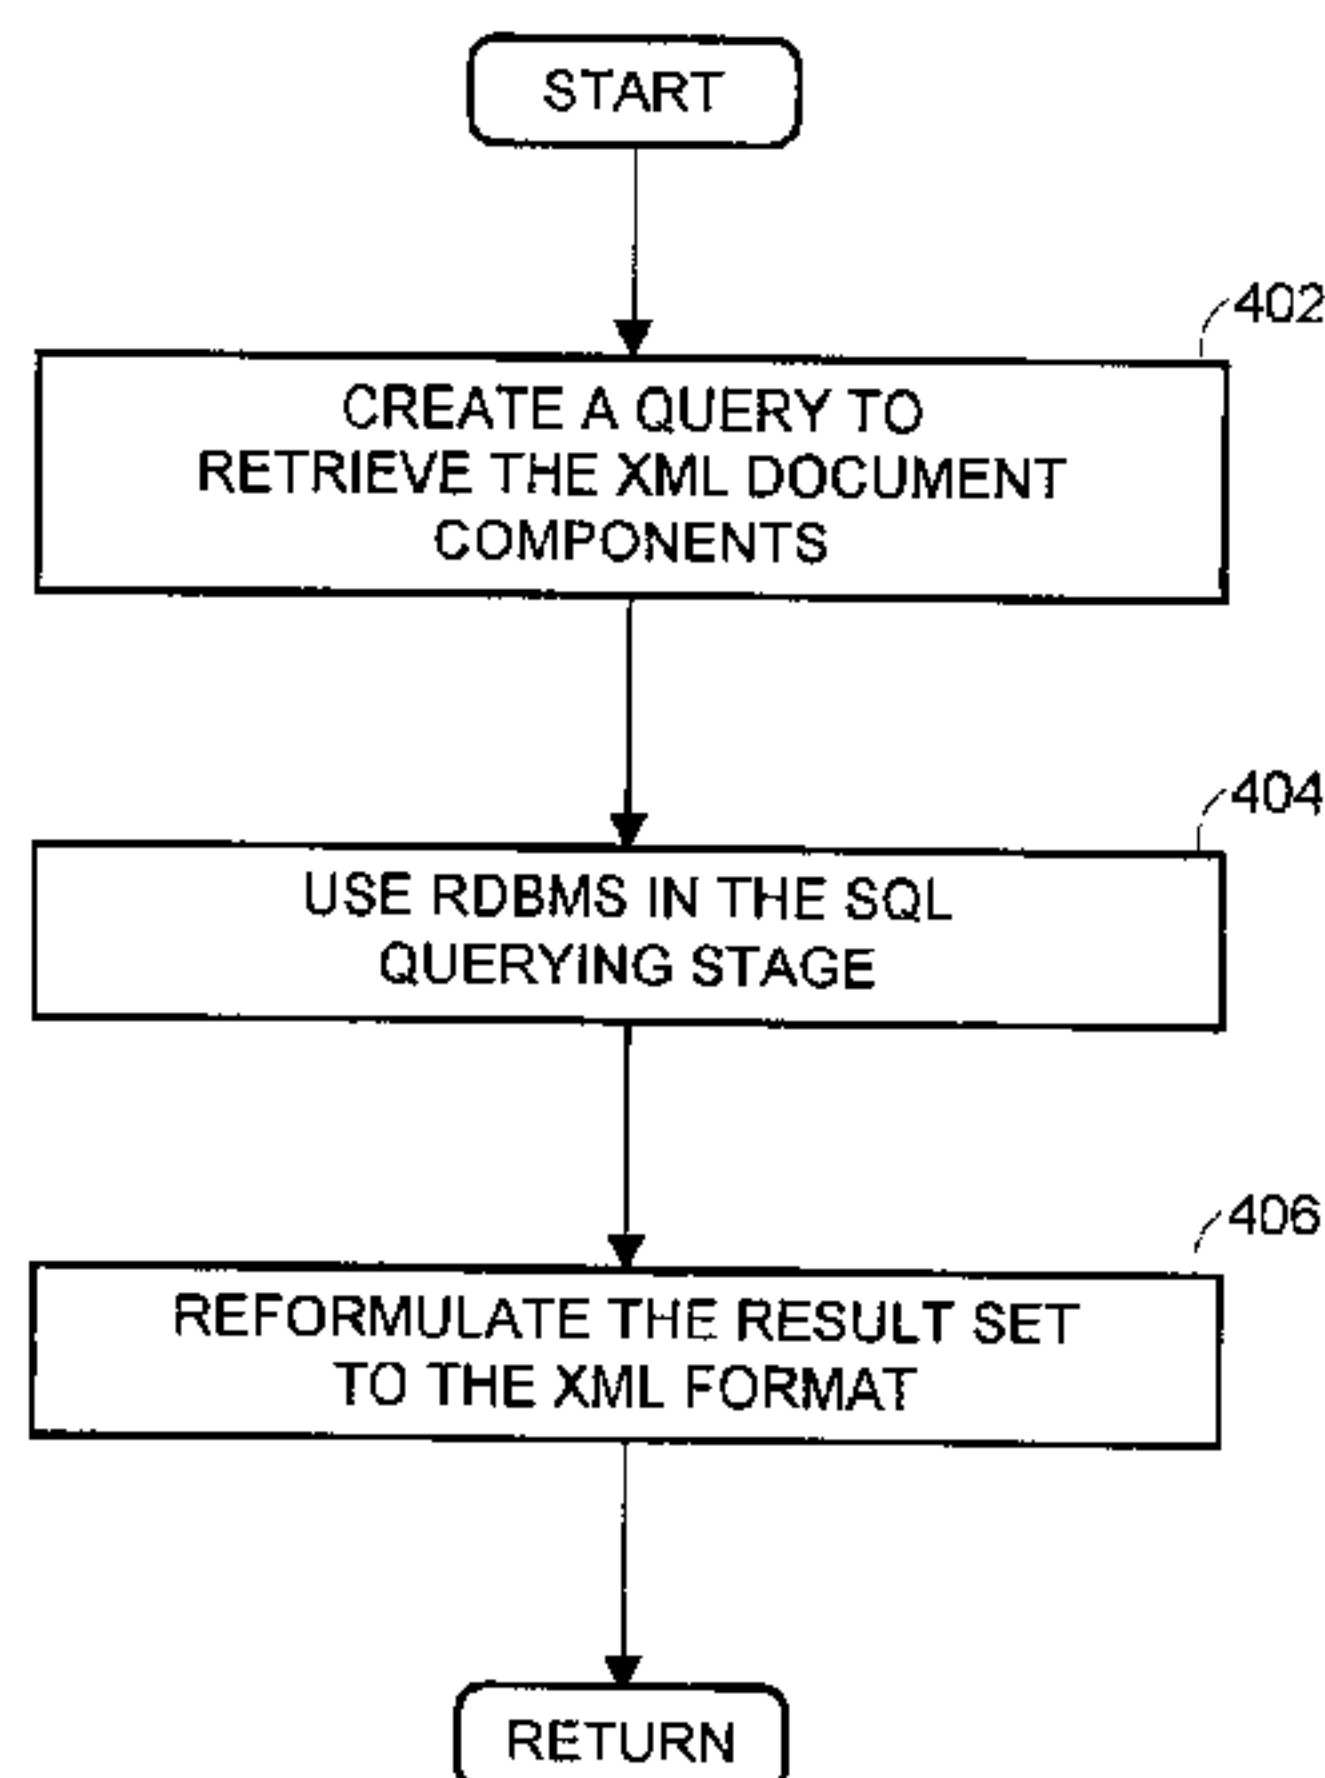 START
402
CREATE A QUERY TO
RETRIEVE THE XML DOCUMENT
COMPONENTS
404
USE RDBMS IN THE SQL
QUERYING STAGE
406
REFORMULATE THE RESULT SET
TO THE XML FORMAT
RETURN